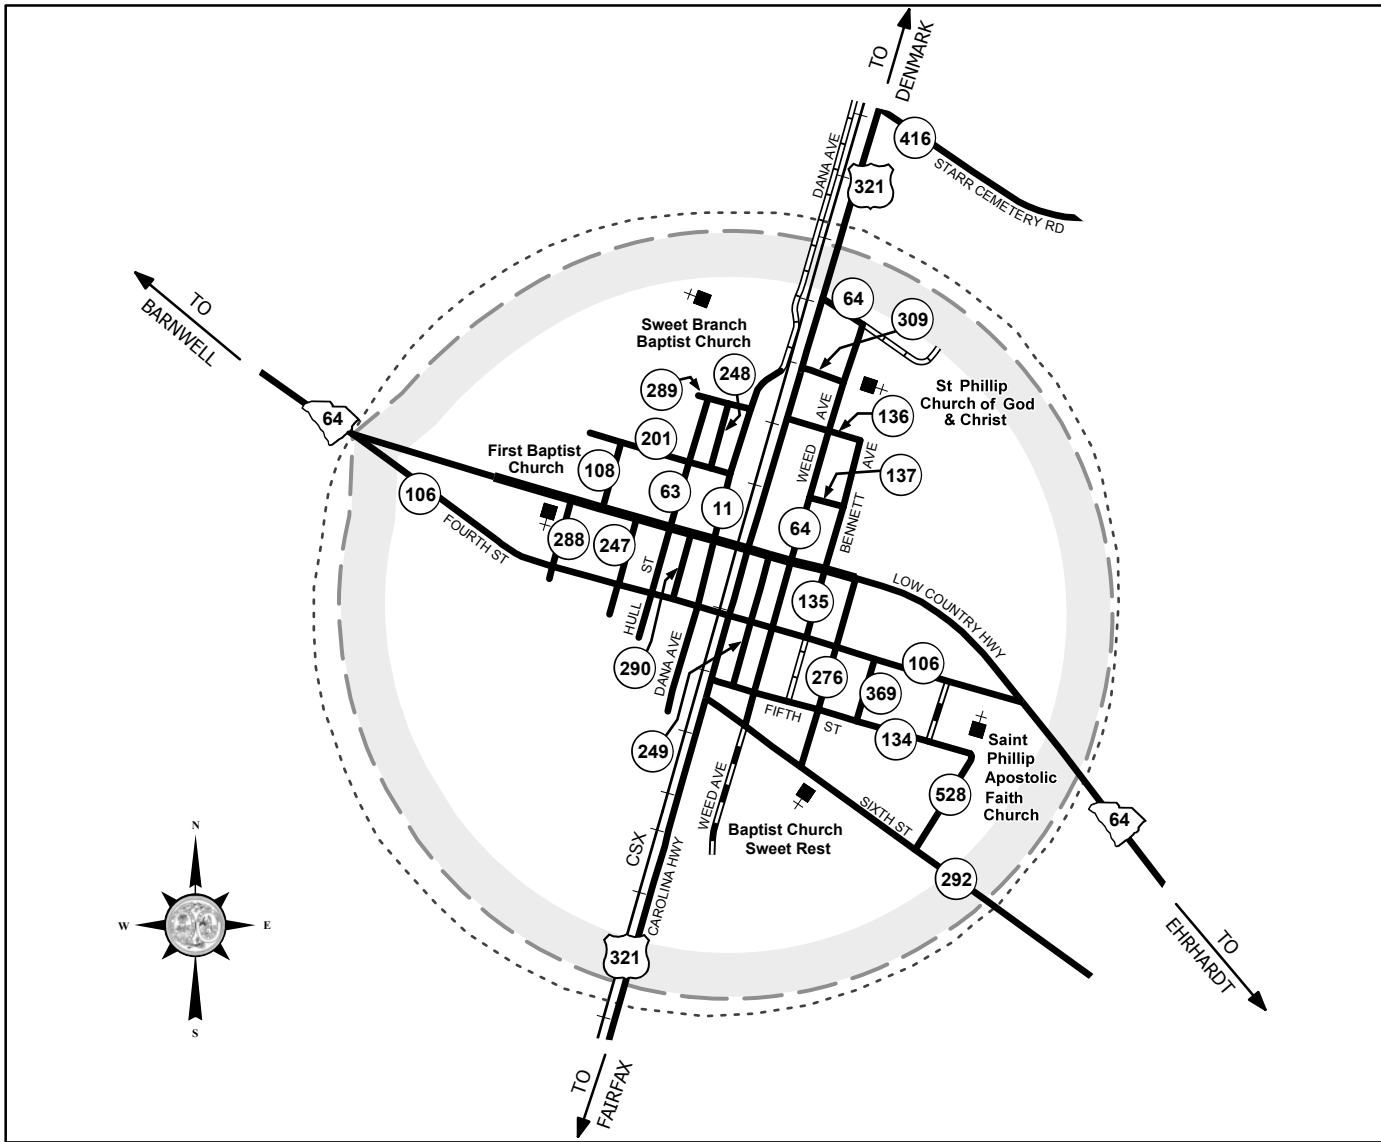 TO
DENMARK
416
STARR CEMETERY RD
DANA AVE
321
TO
BARNWELL
64
64
309
Sweet Branch
Baptist Church
248
289
St Phillip
Church of God
& Christ
AVE
136
WEED
AVE
137
201
First Baptist
Church
108
63
11
106
FOURTH ST
64
BENNETT
288
247
ST
HULL
LOW COUNTRY HWY
135
290
DANA AVE
276
106
369
FIFTH
ST
134
249
Saint
Phillip
Apostolic
Faith
Church
528
WEED AVE
SIXTH ST
Baptist Church
Sweet Rest
64
CSX
CAROLINA HWY
292
321
N
W
E
S
TO
EHRHARDT
TO
FAIRFAX